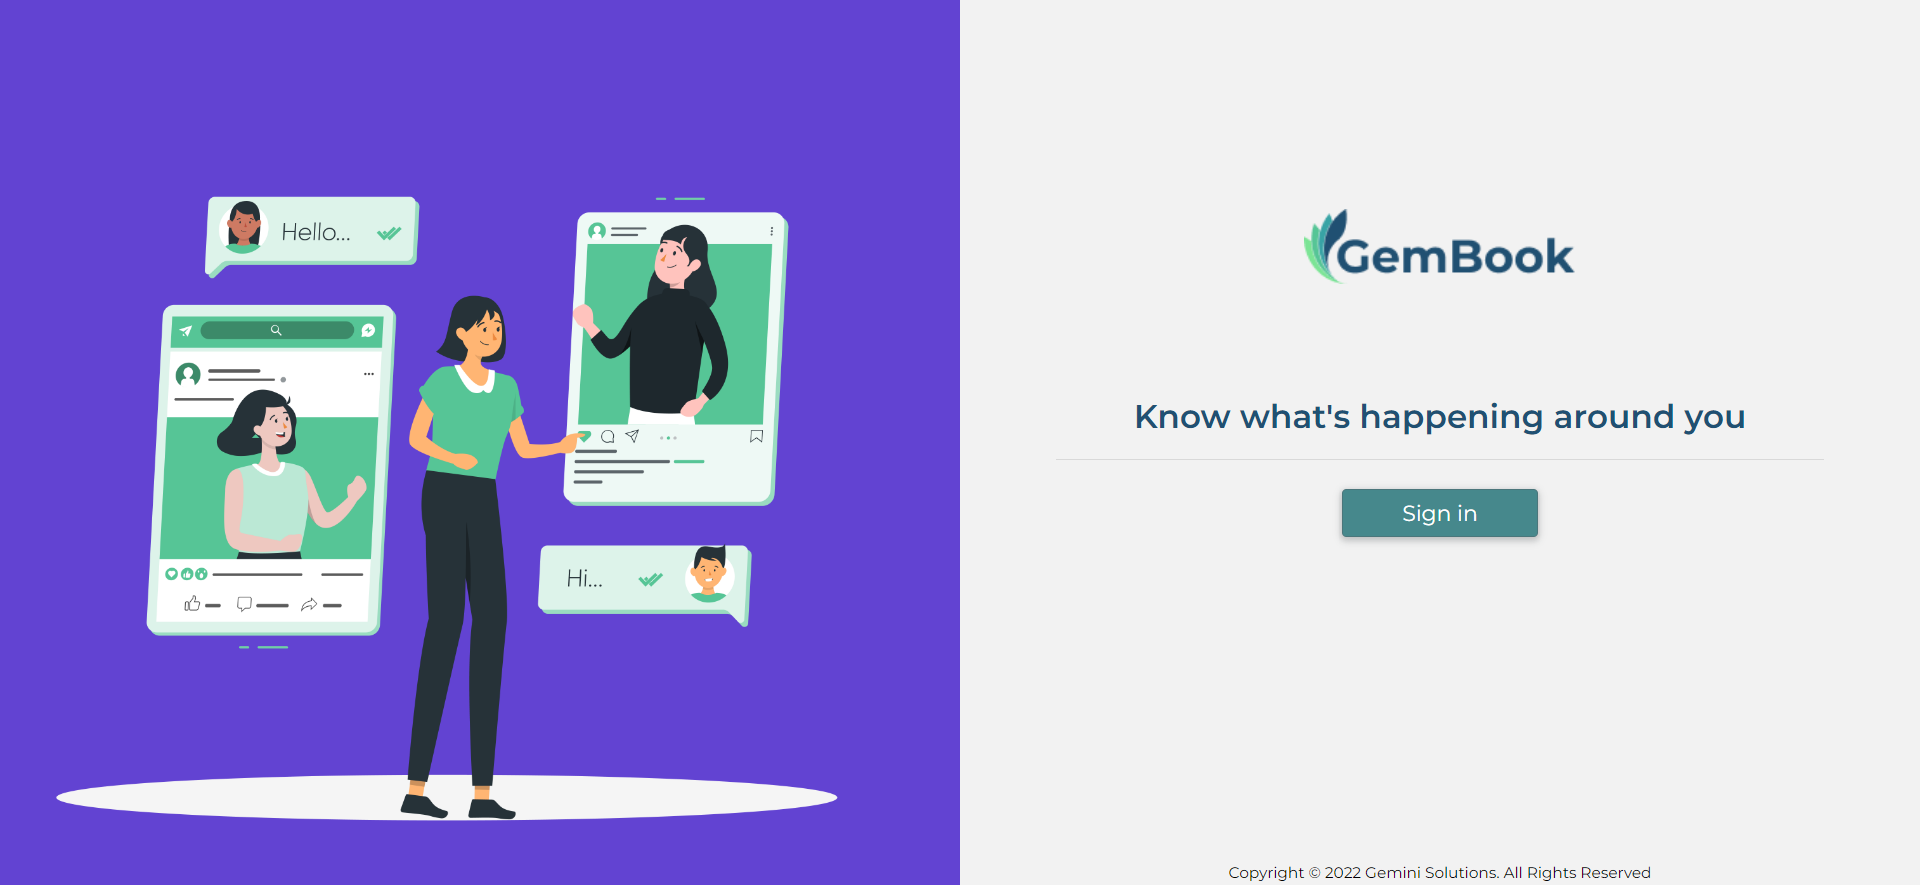 Hello...
Hi...
GemBook
Know what's happening around you
Sign in
Copyright © 2022 Gemini Solutions. All Rights Reserved